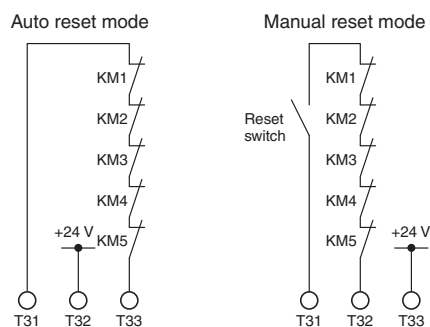 Auto reset mode
KM1
KM2
KM3
KM4
+24 V
KM5
T31
T32
T33
Manual reset mode
KM1
Reset
switch
KM2
KM3
KM4
+24 V
KM5
T31
T32
T33